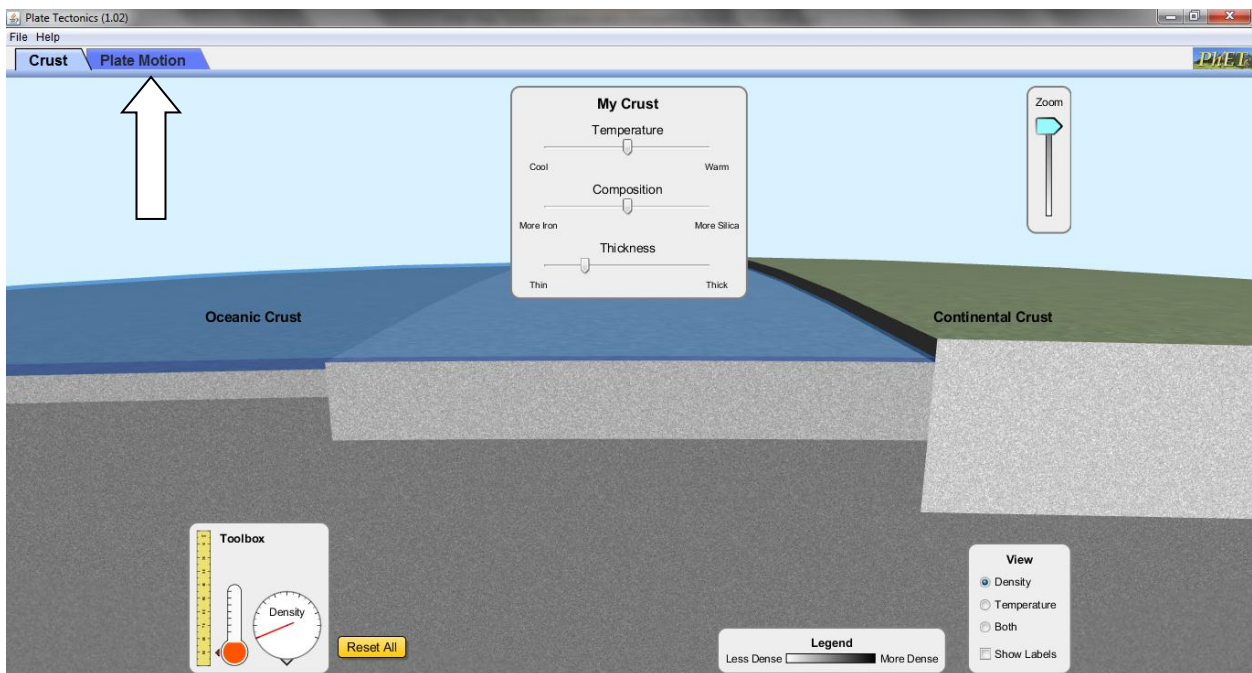 Plate Tectonics (1.02)
File Help
Crust Plate Motion
PhET
My Crust
Temperature
Cool Warm
Composition
More Iron More Silica
Thickness
Thin Thick
Zoom
Oceanic Crust
Continental Crust
Toolbox
Density
Reset All
Legend
Less Dense More Dense
View
Density
Temperature
Both
Show Labels